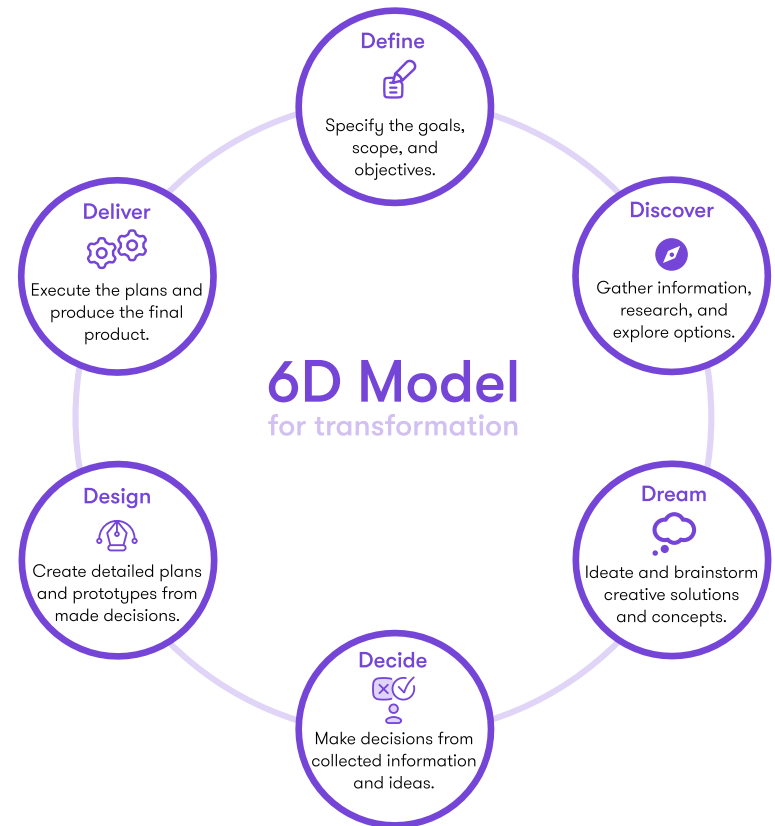 Define
Specify the goals,
scope, and
objectives.
Discover
Gather information,
research, and
explore options.
Dream
Ideate and brainstorm
creative solutions
and concepts.
Decide
Make decisions from
collected information
and ideas.
Design
Create detailed plans
and prototypes from
made decisions.
Deliver
Execute the plans and
produce the final
product.
6D Model
for transformation